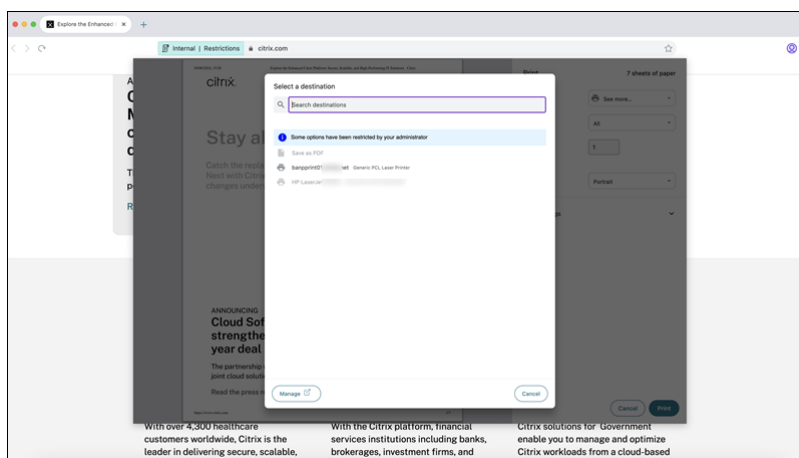 Explore the Enhanced
Internal | Restrictions
citrix.com
Print
7 sheets of paper
citrix
Select a destination
See more...
Search destinations
All
Stay al
Some options have been restricted by your administrator
1
Save as PDF
Catch the repla
banpprint01 net Generic PCL Laser Printer
Next with Citrix
HP LaserJe
changes under
Portrait
ANNOUNCING
Cloud Sof
strengthe
year deal
The partnership
joint cloud soluti
Read the press r
Manage
Cancel
Cancel
Print
With over 4,300 healthcare
customers worldwide, Citrix is the
leader in delivering secure, scalable,
With the Citrix platform, financial
services institutions including banks,
brokerages, investment firms, and
Citrix solutions for Government
enable you to manage and optimize
Citrix workloads from a cloud-based